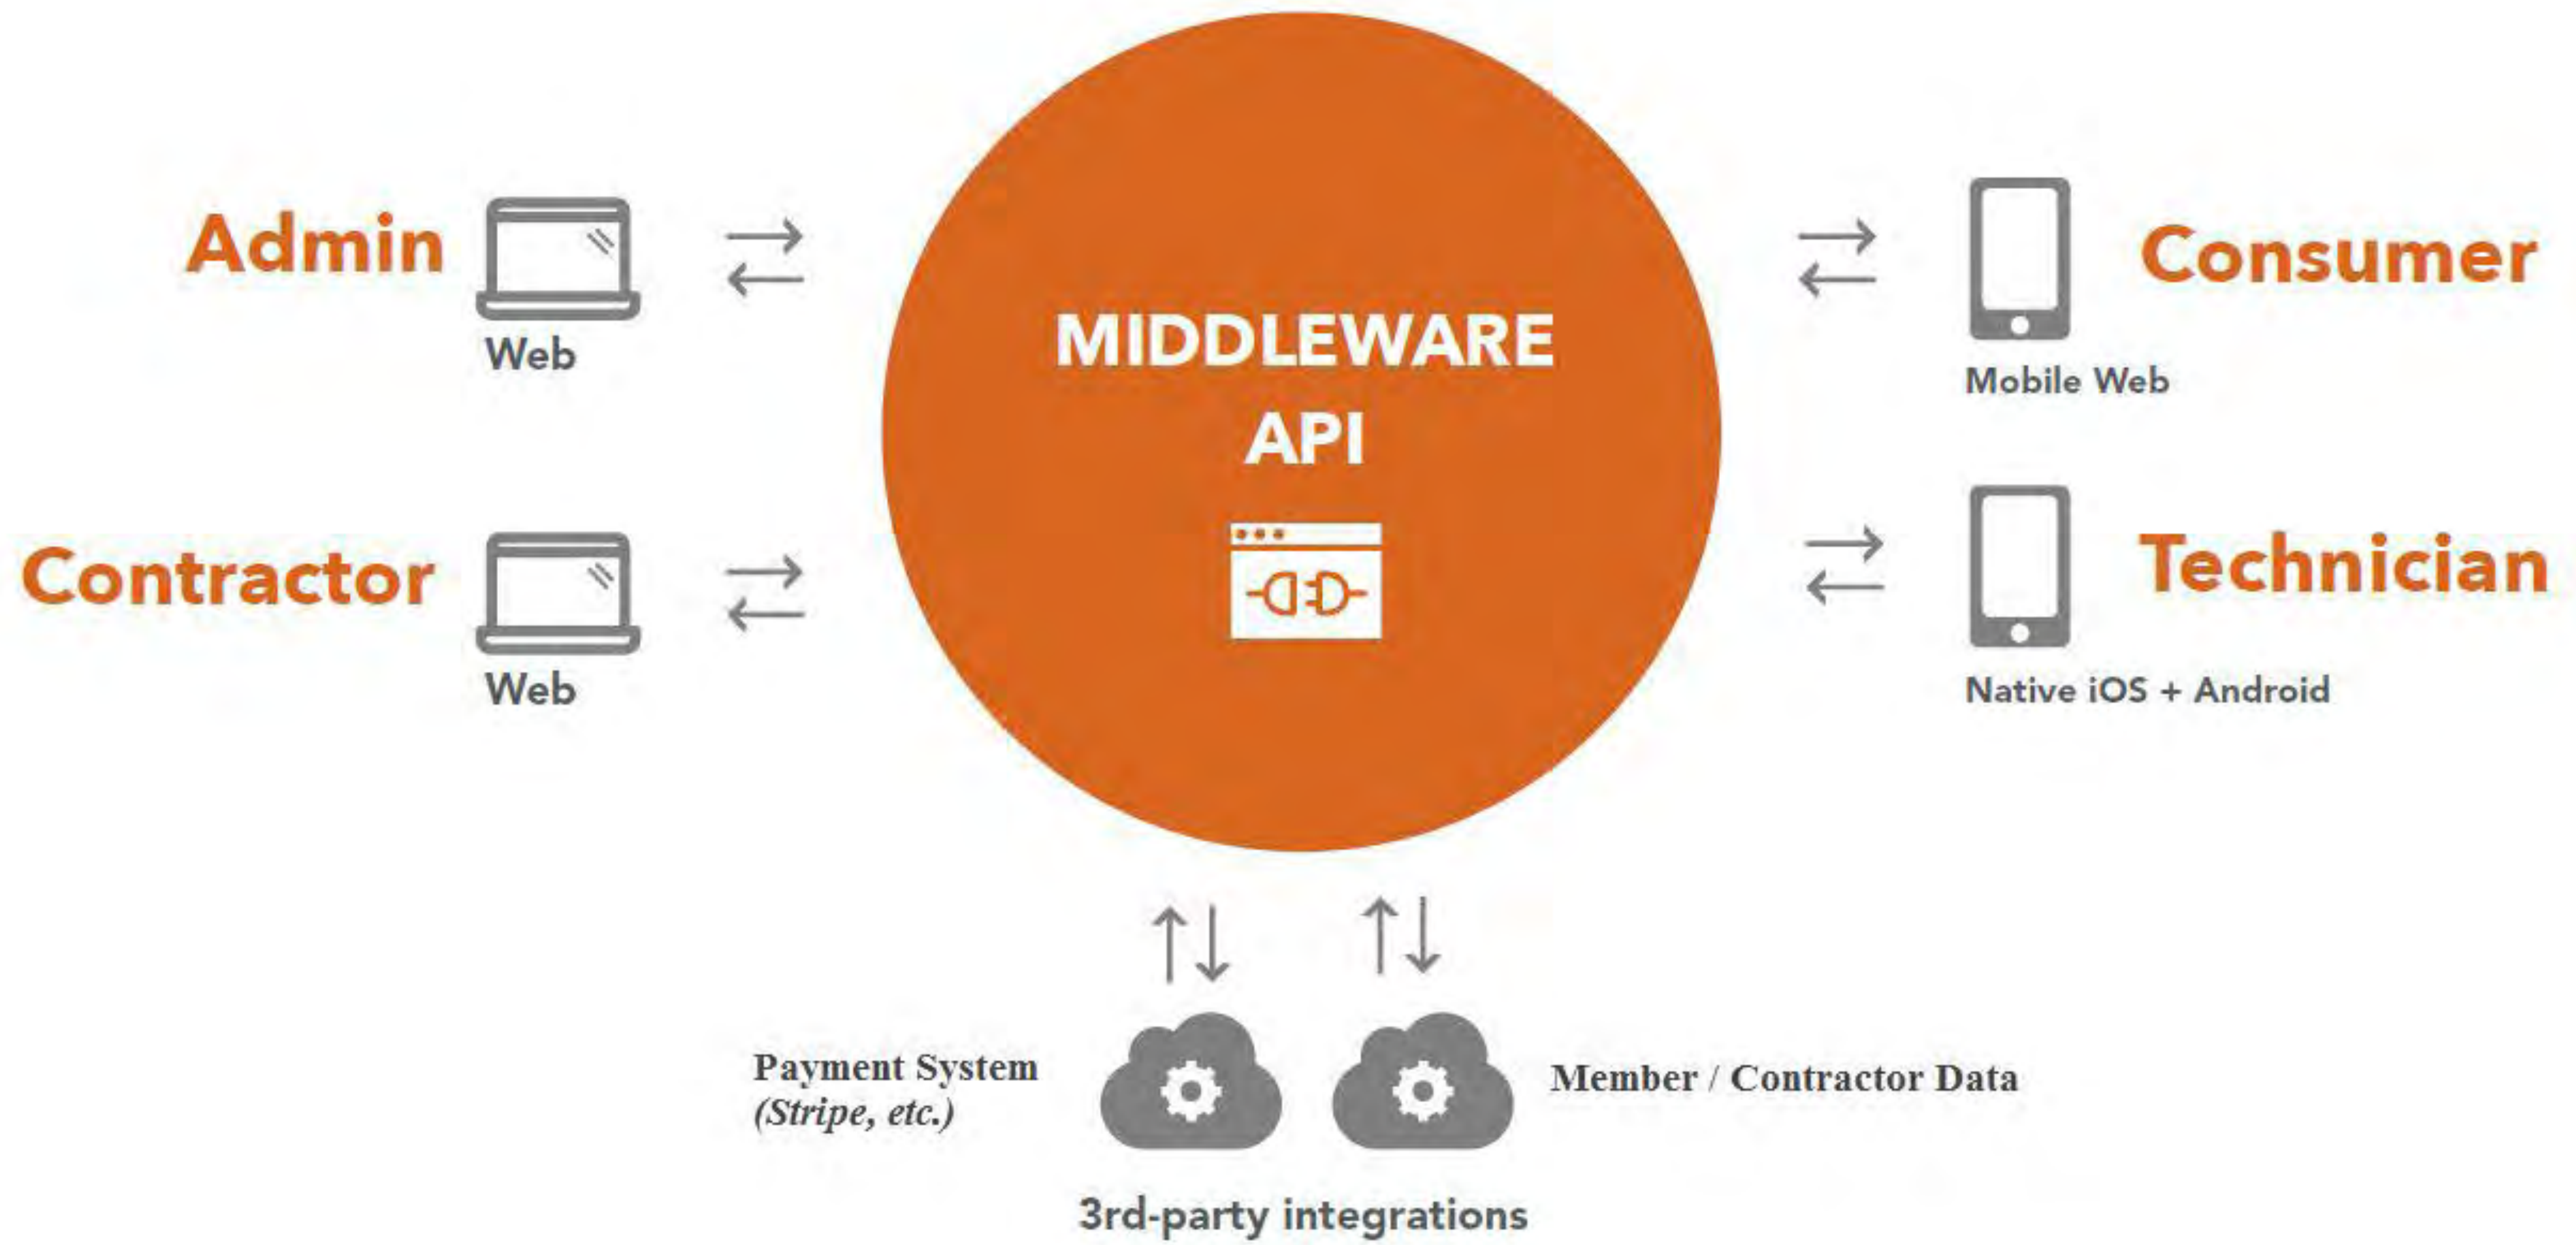 Admin
Web
Contractor
Web
MIDDLEWARE
API
Consumer
Mobile Web
Technician
Native iOS + Android
Payment System
(Stripe, etc.)
Member / Contractor Data
3rd-party integrations